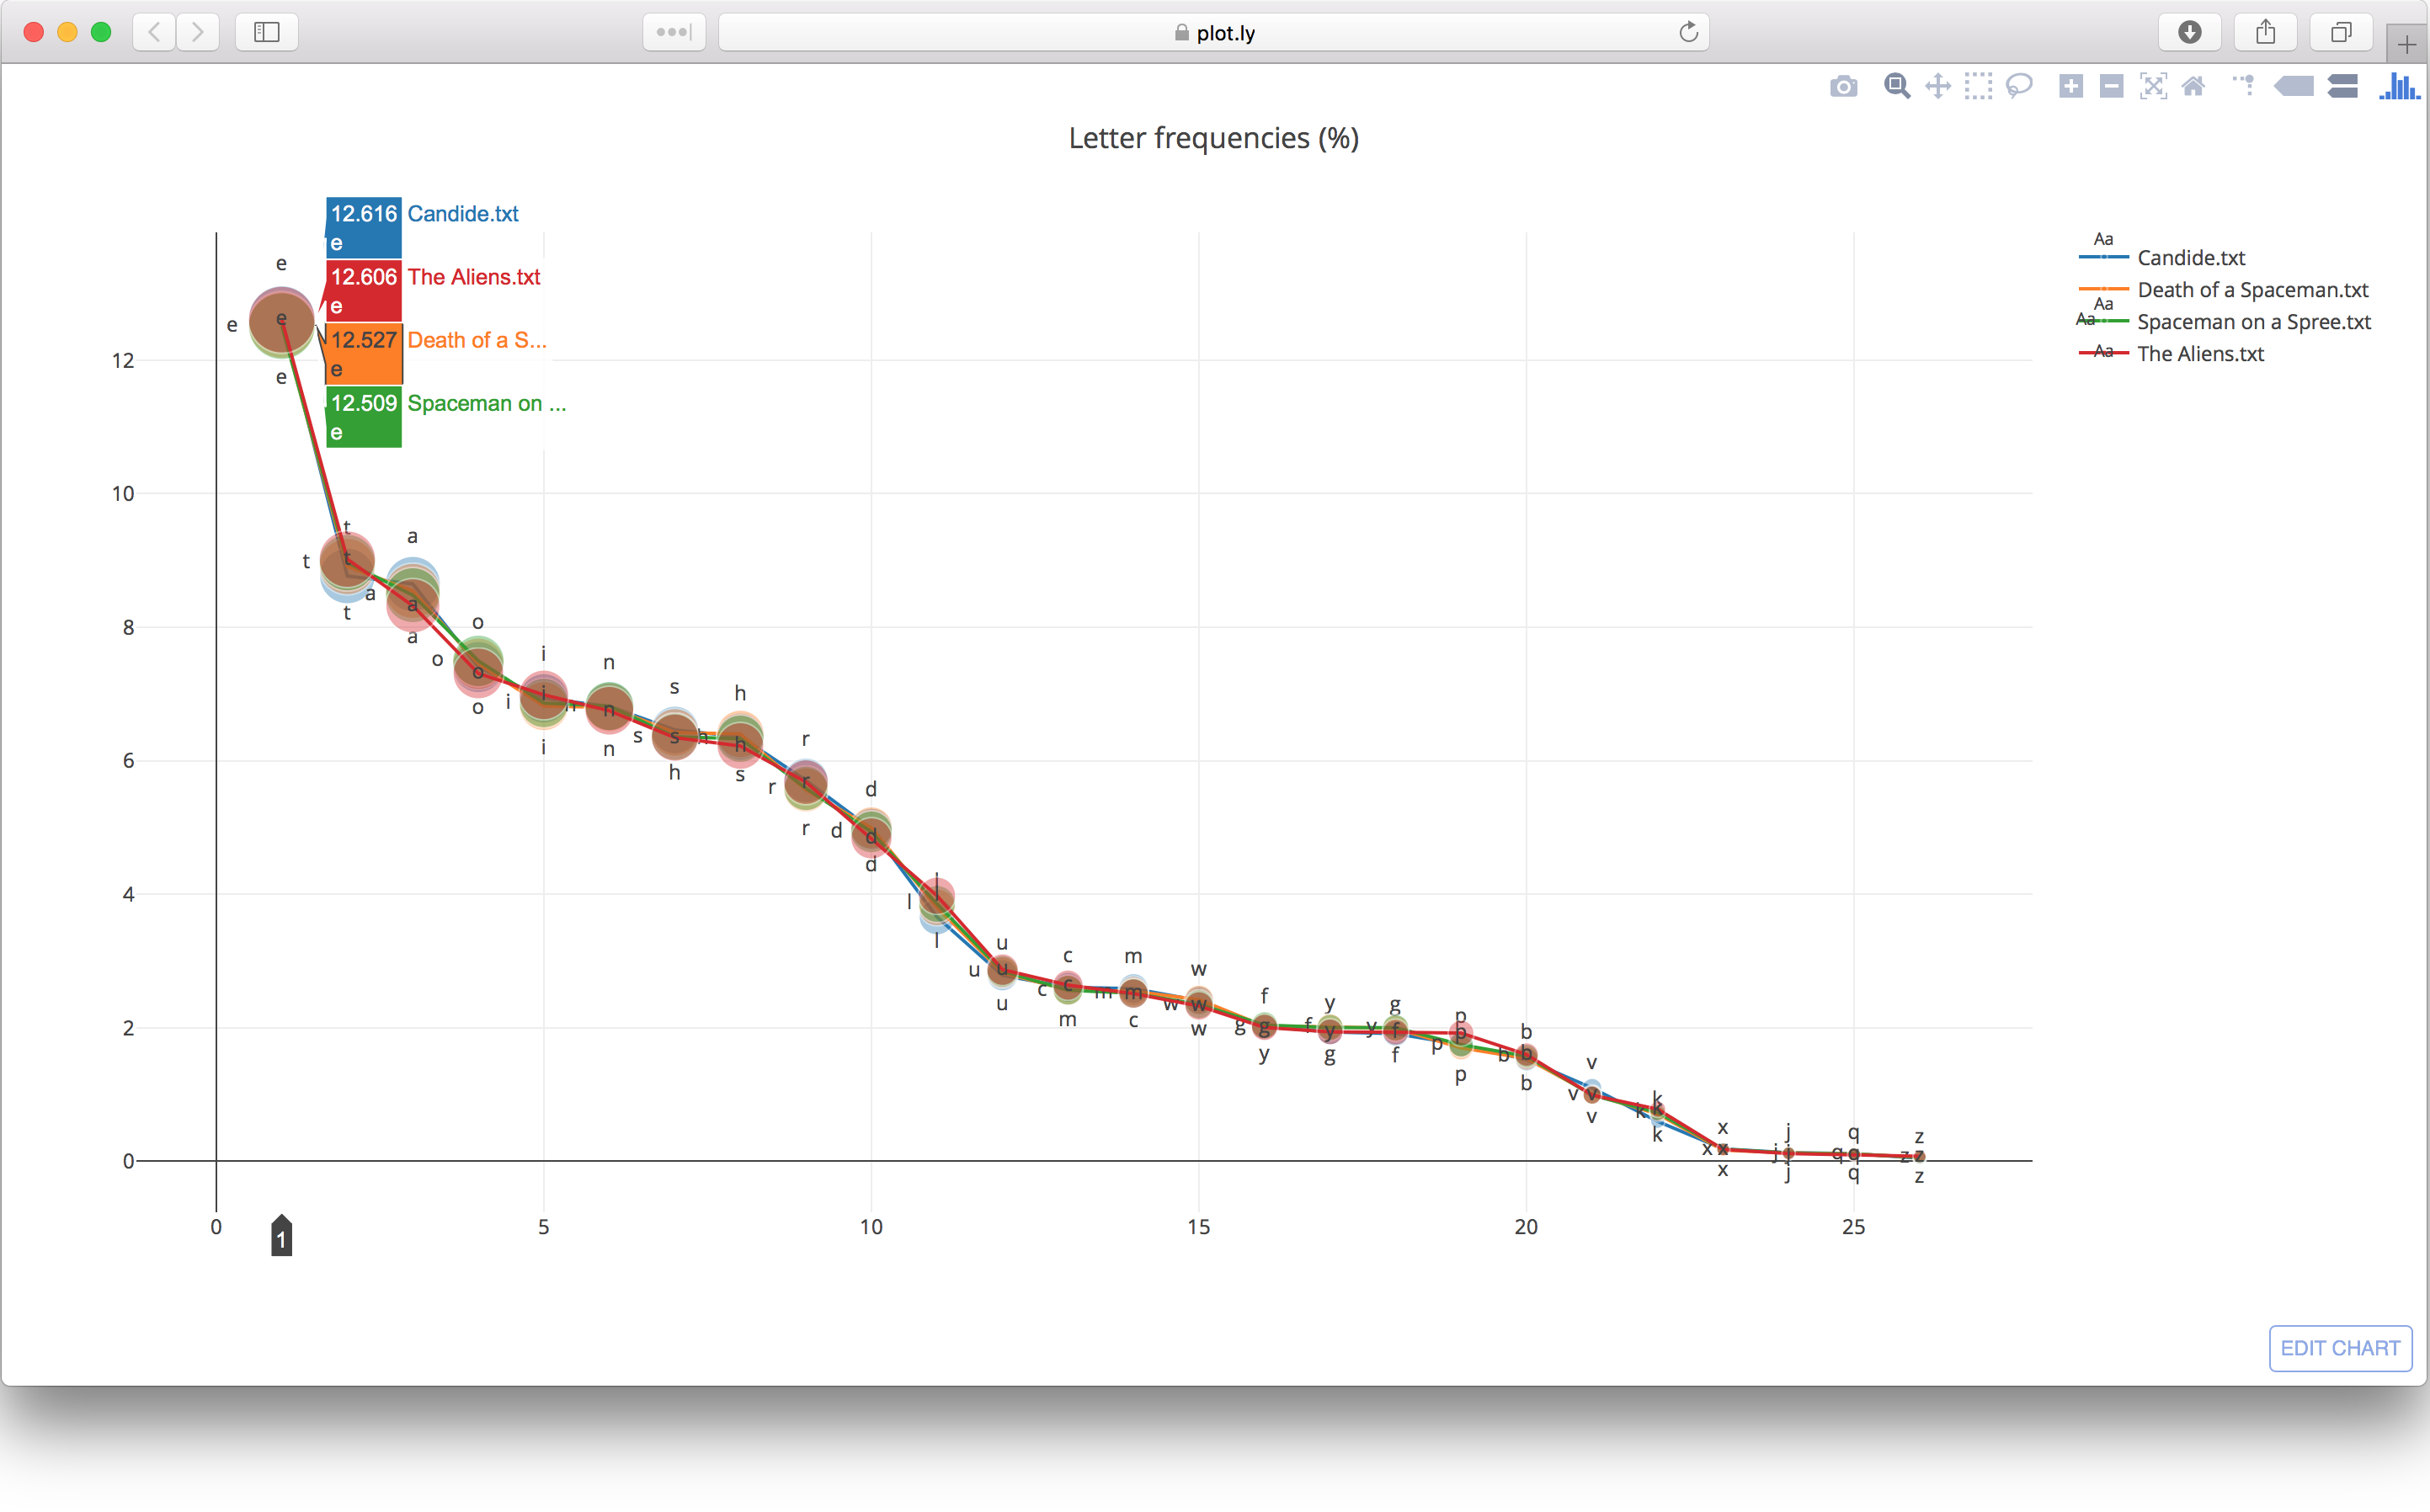 plot.ly
Letter frequencies (%)
12.616 Candide.txt
e
12.606 The Aliens.txt
e
12.527 Death of a S...
e
12.509 Spaceman on ...
e
Aa
Candide.txt
Death of a Spaceman.txt
Aa
Aa
Spaceman on a Spree.txt
Aa
The Aliens.txt
e
e e
e
12
10
8
6
4
2
0
t
t t
t
a
a a
a
o
o o
o
i
i i
i
n
n n
n
s
s s
h
h
h h
s
r
r r
r
d
d d
d
l
l
l
u
u u
u
c
c c
m
m
m m
c
w
w w
w
f
g g
y
y
f y
g
g
y f
f
p
p p
p
b
b b
b
v
v v
v
k
k k
k
x
x x
x
j
j j
j
q
q q
q
z
z z
z
0 5 10 15 20 25
1
EDIT CHART